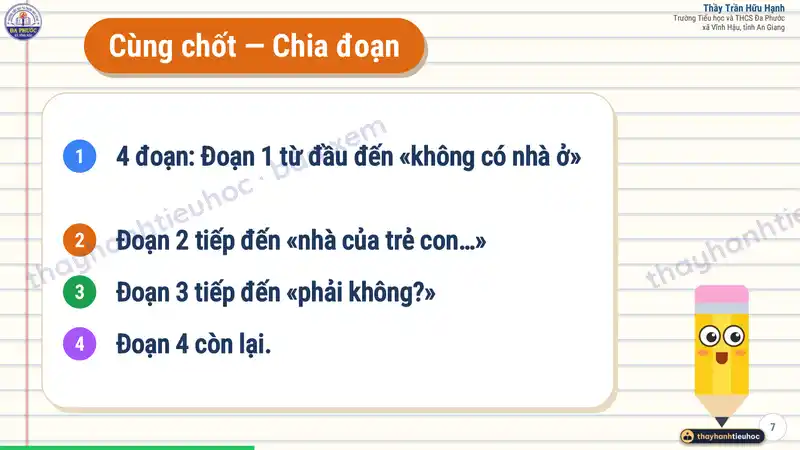 ĐA PHƯỚC
Thầy Trần Hữu Hạnh
Trường Tiểu học và THCS Đa Phước
xã Vĩnh Hậu, tỉnh An Giang
Cùng chốt — Chia đoạn
1 4 đoạn: Đoạn 1 từ đầu đến «không có nhà ở»
2 Đoạn 2 tiếp đến «nhà của trẻ con...»
3 Đoạn 3 tiếp đến «phải không?»
4 Đoạn 4 còn lại.
thayhanhtieuhoc
7